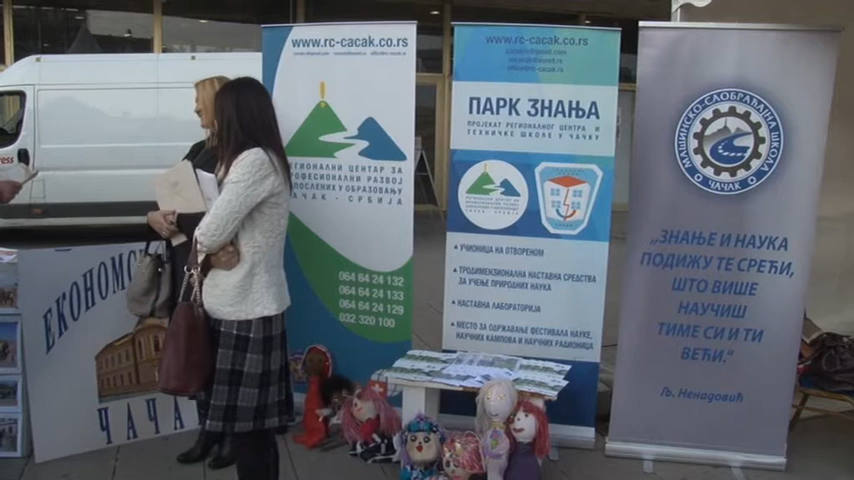 www.rc-cacak.co.rs
РЕГИОНАЛНИ ЦЕНТАР ЗА
ПРОФЕСИОНАЛНИ РАЗВОЈ
ЗАПОСЛЕНИХ У ОБРАЗОВАЊУ
ЧАЧАК - СРБИЈА
064 64 24 132
064 64 24 133
064 64 24 129
032 320 100
www.rc-cacak.co.rs
ПАРК ЗНАЊА
ПРОЈЕКАТ РЕГИОНАЛНОГ ЦЕНТРА И
ТЕХНИЧКЕ ШКОЛЕ У ЧАЧКУ
• УЧИОНИЦА НА ОТВОРЕНОМ
• ТРОДИМЕНЗИОНАЛНА НАСТАВНА СРЕДСТВА
ЗА УЧЕЊЕ ПРИРОДНИХ НАУКА
• НАСТАВНА ЛАБОРАТОРИЈА
• МЕСТО ЗА ОДРЖАВАЊЕ ФЕСТИВАЛА НАУКЕ,
НАУЧНИХ КАМПОВА И НАУЧНИХ РАДИОНИЦА
МАШИНСКО-САОБРАЋАЈНА ШКОЛА
ЧАЧАК
„ЗНАЊЕ И НАУКА
ПОДИЖУ ТЕ СРЕЋИ,
ШТО ВИШЕ
НАУЧИШ
ТИМЕ СИ И ТИ
ВЕЋИ.“
Љ. Ненадовић
ЕКОНОМС
ЧАЧА